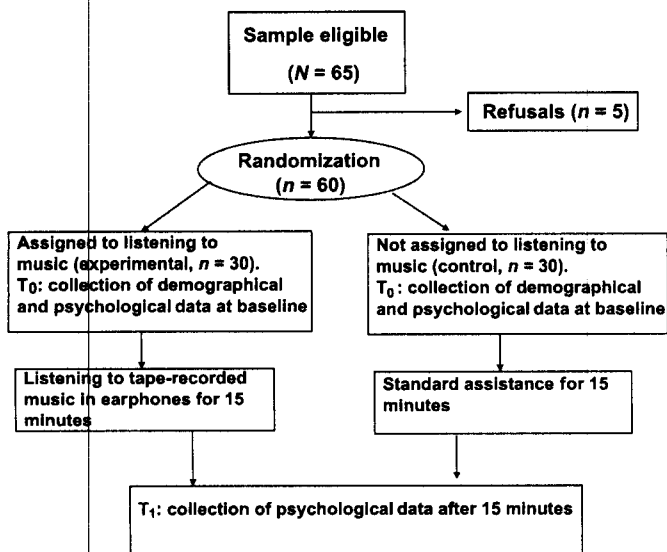 Sample eligible
(N = 65)
Refusals (n = 5)
Randomization
(n = 60)
Assigned to listening to
music (experimental, n = 30).
T₀: collection of demographical
and psychological data at baseline
Not assigned to listening to
music (control, n = 30).
T₀: collection of demographical
and psychological data at baseline
Listening to tape-recorded
music in earphones for 15
minutes
Standard assistance for 15
minutes
T₁: collection of psychological data after 15 minutes